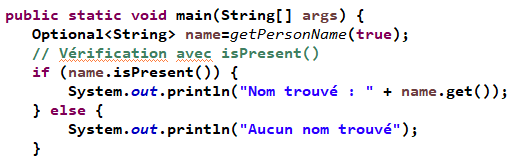 public static void main(String[] args) {
Optional<String> name=getPersonName(true);
// Vérification avec isPresent()
if (name.isPresent()) {
System.out.println("Nom trouvé : " + name.get());
} else {
System.out.println("Aucun nom trouvé");
}